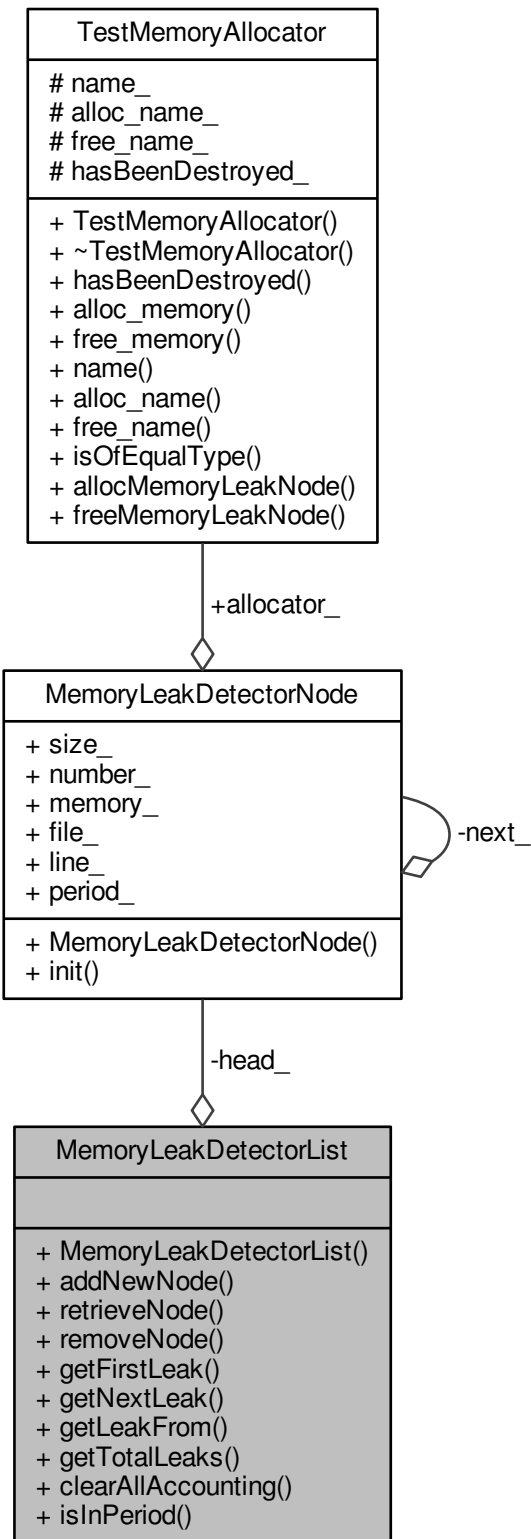 TestMemoryAllocator
# name_
# alloc_name_
# free_name_
# hasBeenDestroyed_
+ TestMemoryAllocator()
+ ~TestMemoryAllocator()
+ hasBeenDestroyed()
+ alloc_memory()
+ free_memory()
+ name()
+ alloc_name()
+ free_name()
+ isOfEqualType()
+ allocMemoryLeakNode()
+ freeMemoryLeakNode()
+allocator_
MemoryLeakDetectorNode
+ size_
+ number_
+ memory_
+ file_
+ line_
+ period_
-next_
+ MemoryLeakDetectorNode()
+ init()
-head_
MemoryLeakDetectorList
+ MemoryLeakDetectorList()
+ addNewNode()
+ retrieveNode()
+ removeNode()
+ getFirstLeak()
+ getNextLeak()
+ getLeakFrom()
+ getTotalLeaks()
+ clearAllAccounting()
+ isInPeriod()